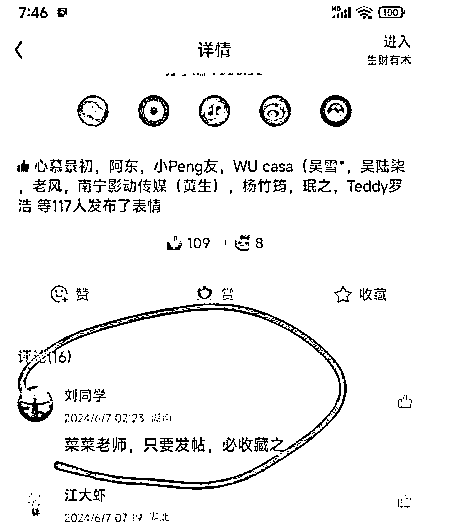 7:46
100
详情
进入
生财有术
心慕景初，阿东，小Peng友，WU casa（吴雪*，吴陆柒
，老风，南宁影动传媒（黄生），杨竹筠，珉之，Teddy罗
浩 等117人发布了表情
109 8
赞 赏 收藏
评论(16)
刘同学
2024/6/7 07:23
菜菜老师，只要发帖，必收藏之
江大虾
2024/6/7 07:19 湖北